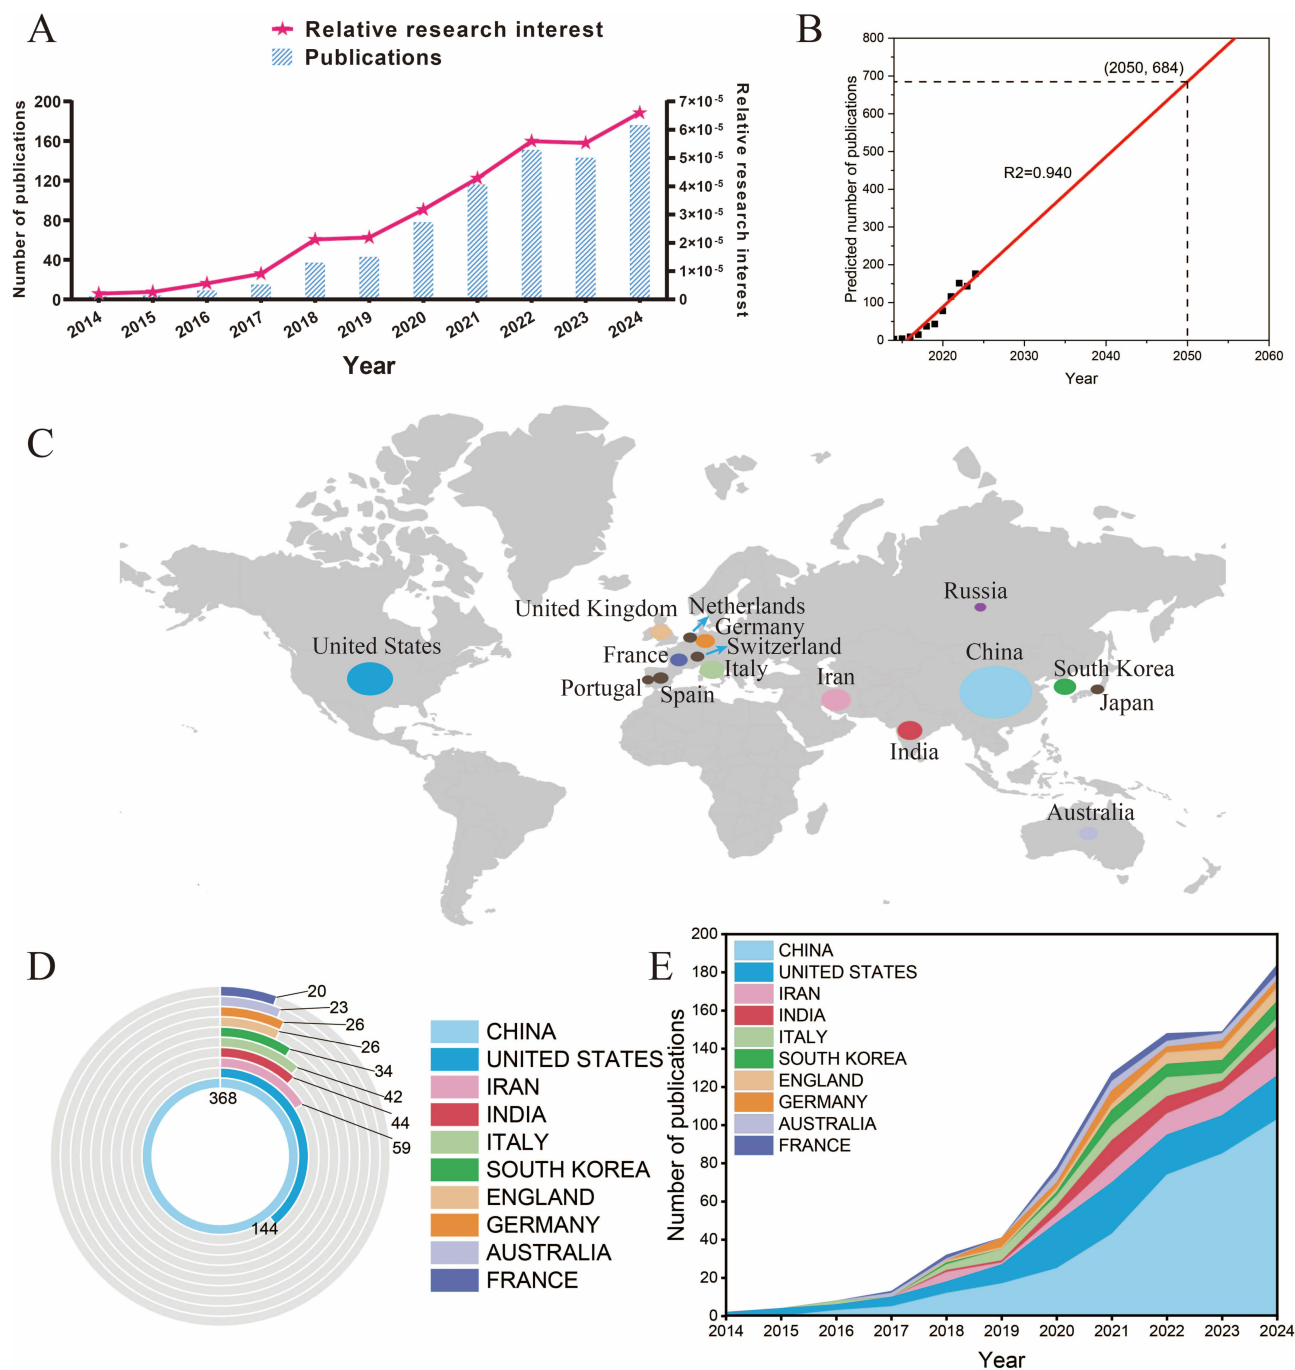 A
Relative research interest
Publications
Number of publications
200
160
120
80
40
0
7×10⁻⁵
6×10⁻⁵
5×10⁻⁵
4×10⁻⁵
3×10⁻⁵
2×10⁻⁵
1×10⁻⁵
0
Relative research interest
2014
2015
2016
2017
2018
2019
2020
2021
2022
2023
2024
Year
B
Predicted number of publications
800
700
600
500
400
300
200
100
0
(2050, 684)
R2=0.940
2020
2030
2040
2050
2060
Year
C
United States
United Kingdom
Netherlands
Germany
Switzerland
France
Italy
Portugal
Spain
Iran
India
Russia
China
South Korea
Japan
Australia
D
20
23
26
26
34
42
44
59
368
144
CHINA
UNITED STATES
IRAN
INDIA
ITALY
SOUTH KOREA
ENGLAND
GERMANY
AUSTRALIA
FRANCE
E
Number of publications
200
180
160
140
120
100
80
60
40
20
0
CHINA
UNITED STATES
IRAN
INDIA
ITALY
SOUTH KOREA
ENGLAND
GERMANY
AUSTRALIA
FRANCE
2014
2015
2016
2017
2018
2019
2020
2021
2022
2023
2024
Year